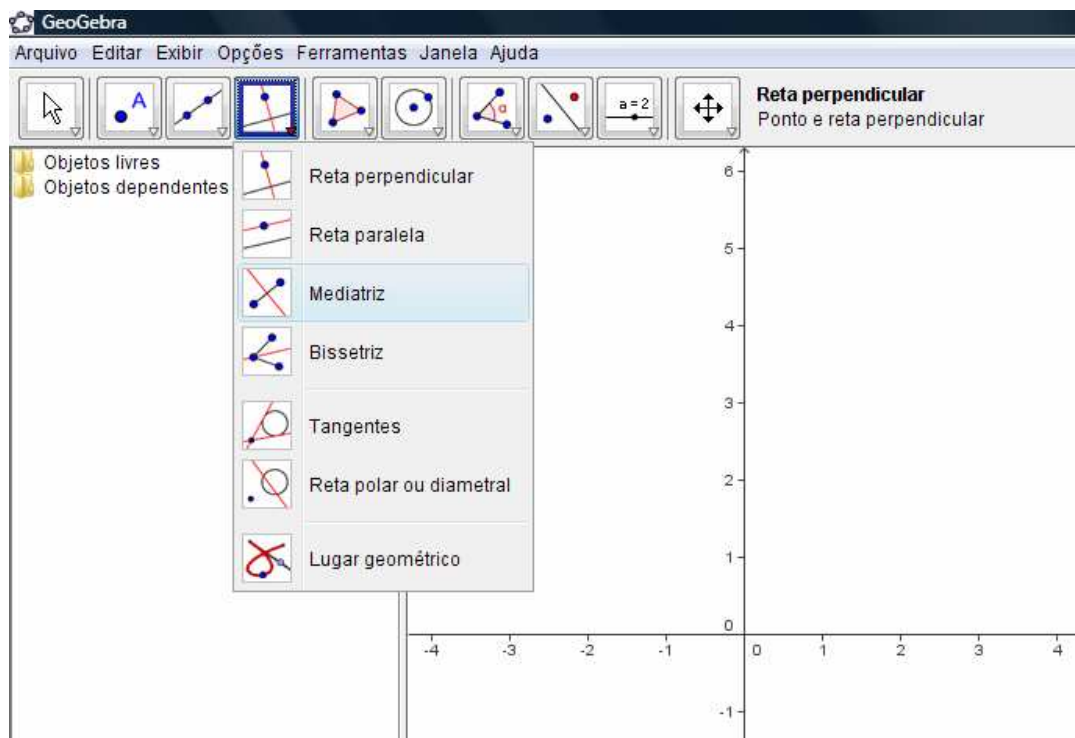 GeoGebra
Arquivo Editar Exibir Opções Ferramentas Janela Ajuda
A
α
a = 2
Reta perpendicular
Ponto e reta perpendicular
Objetos livres
Objetos dependentes
Reta perpendicular
Reta paralela
Mediatriz
Bissetriz
Tangentes
Reta polar ou diametral
Lugar geométrico
6
5
4
3
2
1
0
-4 -3 -2 -1 0 1 2 3 4
-1